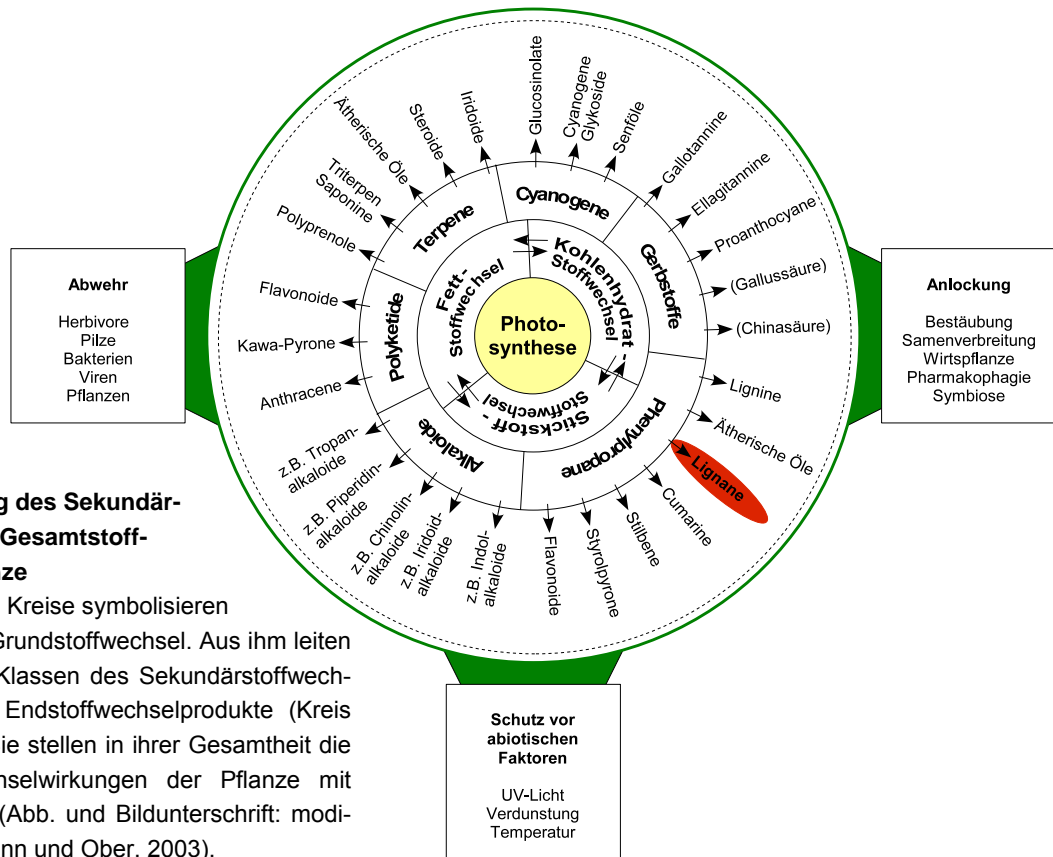 Glucosinolate
Cyanogene
Glykoside
Senföle
Gallotannine
Ellagitannine
Proanthocyane
(Gallussäure)
(Chinasäure)
Lignine
Ätherische Öle
Lignane
Cumarine
Stilbene
Styrolpyrone
Flavonoide
z.B. Indol-
alkaloide
z.B. Iridoid-
alkaloide
z.B. Chinolin-
alkaloide
z.B. Piperidin-
alkaloide
z.B. Tropan-
alkaloide
Anthracene
Kawa-Pyrone
Flavonoide
Polyprenole
Triterpen
Saponine
Ätherische Öle
Steroide
Iridoide
Cyanogene
Gerbstoffe
Phenylpropane
Alkaloide
Polyketide
Terpene
Kohlenhydrat-
Stoffwechsel
Stickstoff-
Stoffwechsel
Fett-
Stoffwechsel
Photo-
synthese
Abwehr
Herbivore
Pilze
Bakterien
Viren
Pflanzen
Anlockung
Bestäubung
Samenverbreitung
Wirtspflanze
Pharmakophagie
Symbiose
Schutz vor
abiotischen
Faktoren
UV-Licht
Verdunstung
Temperatur
des Sekundär-
Gesamtstoff-
Kreise symbolisieren
Grundstoffwechsel. Aus ihm leiten
Klassen des Sekundärstoffwech-
Endstoffwechselprodukte (Kreis
ie stellen in ihrer Gesamtheit die
hselwirkungen der Pflanze mit
(Abb. und Bildunterschrift: modi-
nn und Ober, 2003).